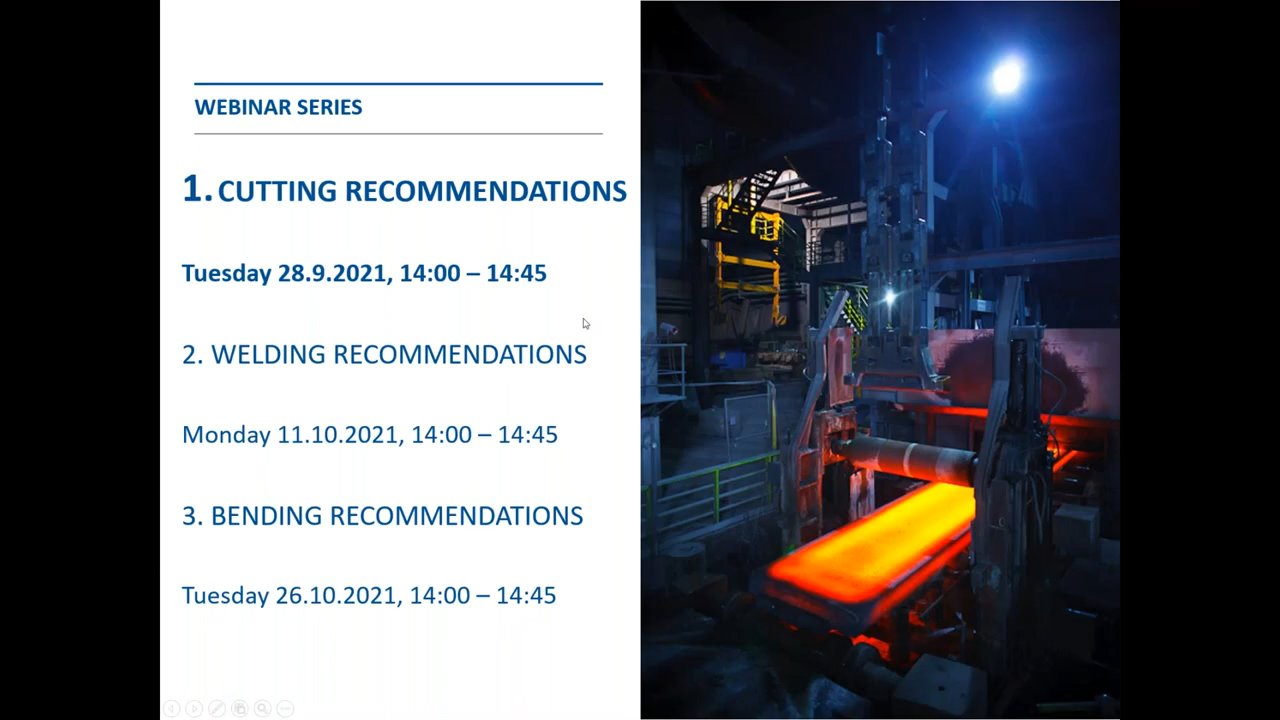 WEBINAR SERIES
1. CUTTING RECOMMENDATIONS
Tuesday 28.9.2021, 14:00 – 14:45
2. WELDING RECOMMENDATIONS
Monday 11.10.2021, 14:00 – 14:45
3. BENDING RECOMMENDATIONS
Tuesday 26.10.2021, 14:00 – 14:45